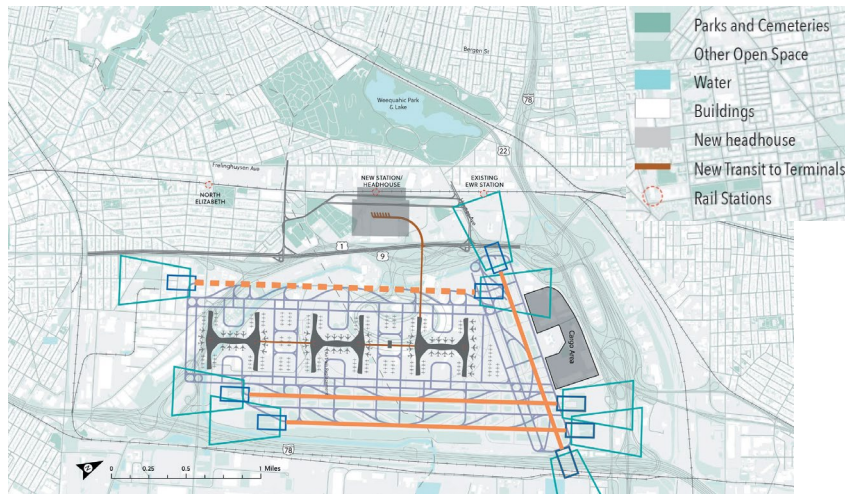 Parks and Cemeteries
Other Open Space
Water
Buildings
New headhouse
New Transit to Terminals
Rail Stations
Bergen St
Weequahic Park
& Lake
78
22
Frelinghuysen Ave
NORTH
ELIZABETH
NEW STATION/
HEADHOUSE
EXISTING
EWR STATION
1
9
Cargo Area
78
0
0.25
0.5
1 Miles